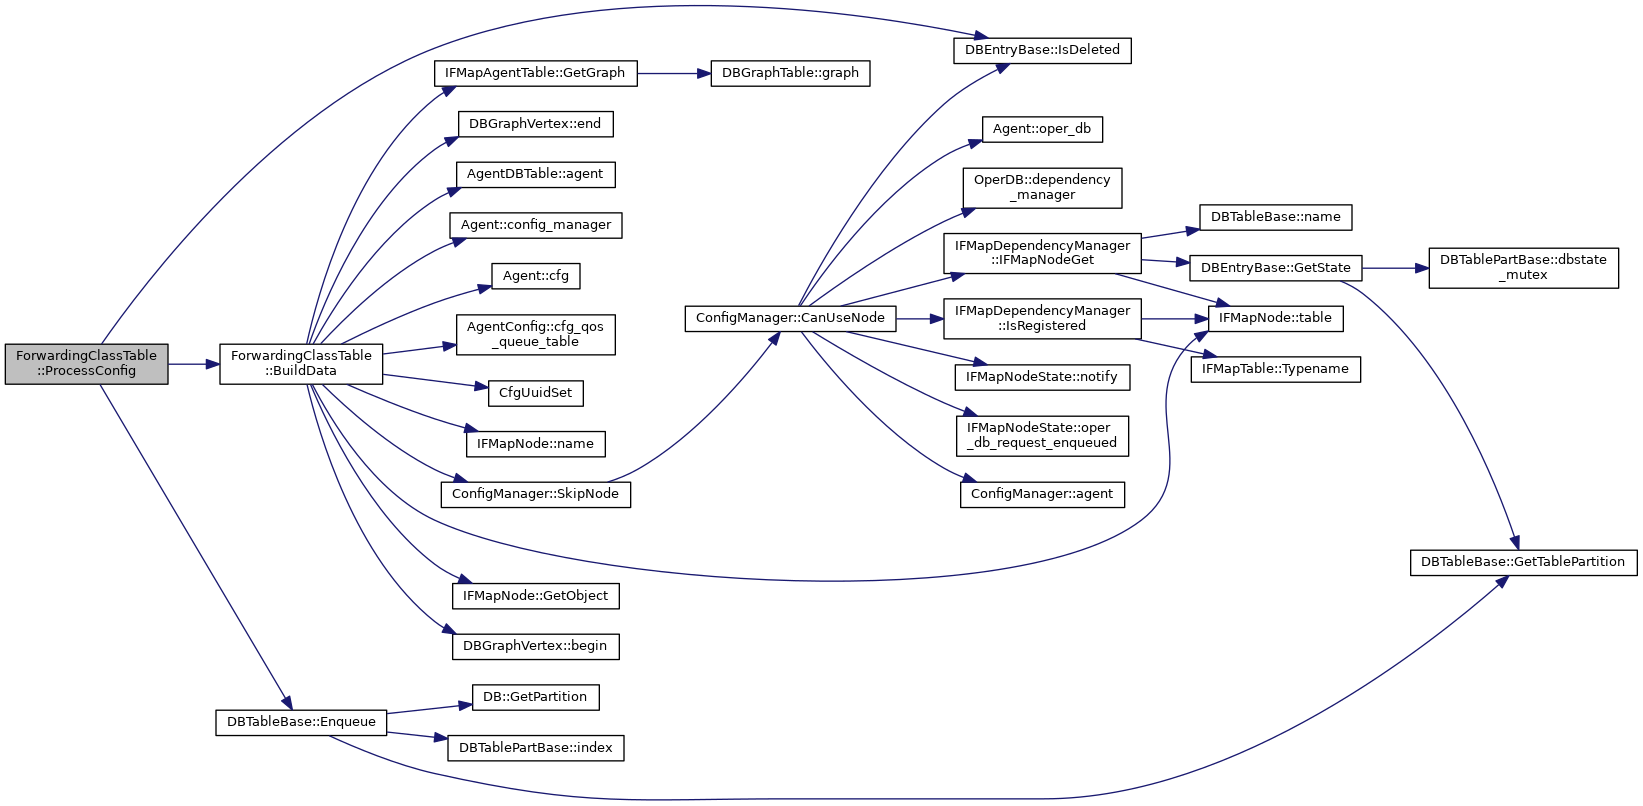 ForwardingClassTable
::ProcessConfig
ForwardingClassTable
::BuildData
DBTableBase::Enqueue
IFMapAgentTable::GetGraph
DBGraphVertex::end
AgentDBTable::agent
Agent::config_manager
Agent::cfg
AgentConfig::cfg_qos
_queue_table
CfgUuidSet
IFMapNode::name
ConfigManager::SkipNode
IFMapNode::GetObject
DBGraphVertex::begin
DB::GetPartition
DBTablePartBase::index
DBGraphTable::graph
ConfigManager::CanUseNode
DBEntryBase::IsDeleted
Agent::oper_db
OperDB::dependency
_manager
IFMapDependencyManager
::IFMapNodeGet
IFMapDependencyManager
::IsRegistered
IFMapNodeState::notify
IFMapNodeState::oper
_db_request_enqueued
ConfigManager::agent
DBTableBase::name
DBEntryBase::GetState
IFMapNode::table
IFMapTable::Typename
DBTablePartBase::dbstate
_mutex
DBTableBase::GetTablePartition